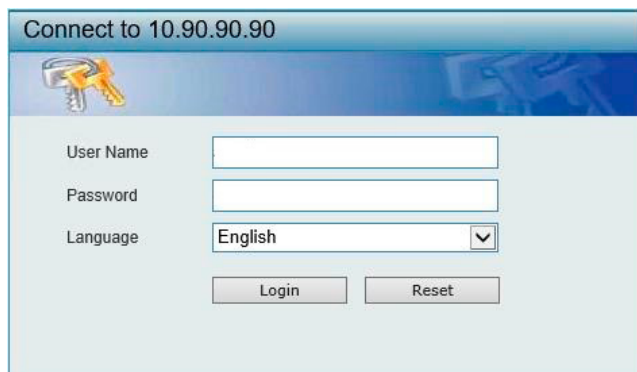 Connect to 10.90.90.90
User Name
Password
Language English
Login Reset